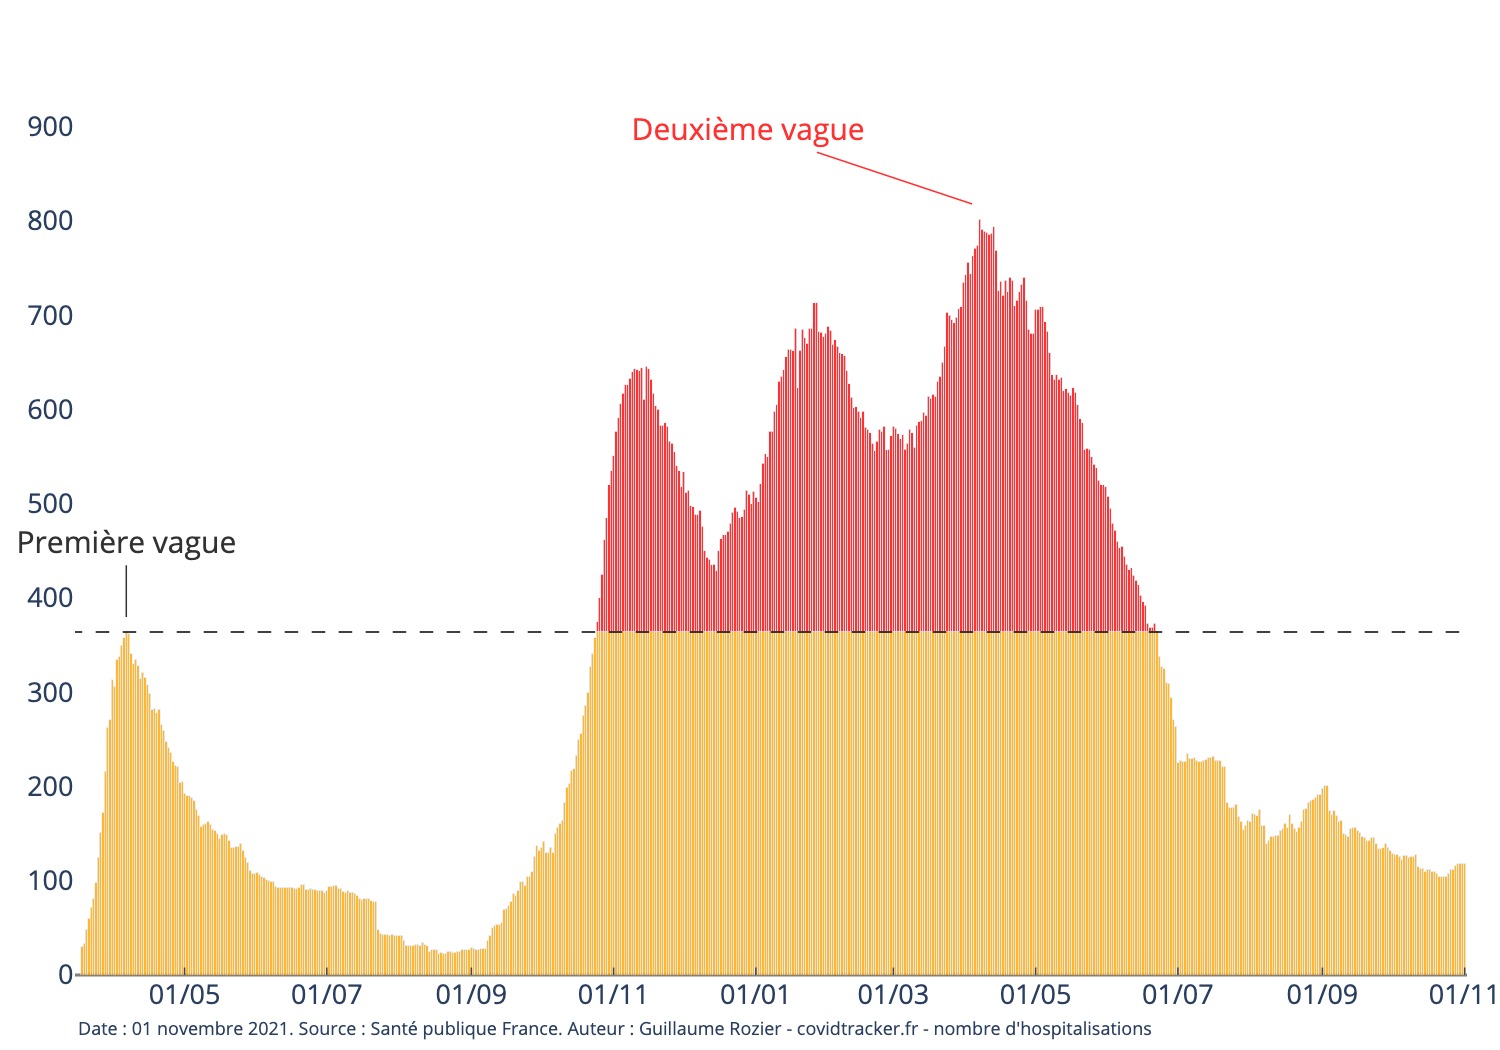 900
Deuxième vague
800
700
600
500
Première vague
400
300
200
100
0
01/05 01/07 01/09 01/11 01/01 01/03 01/05 01/07 01/09 01/11
Date : 01 novembre 2021. Source : Santé publique France. Auteur : Guillaume Rozier - covidtracker.fr - nombre d'hospitalisations